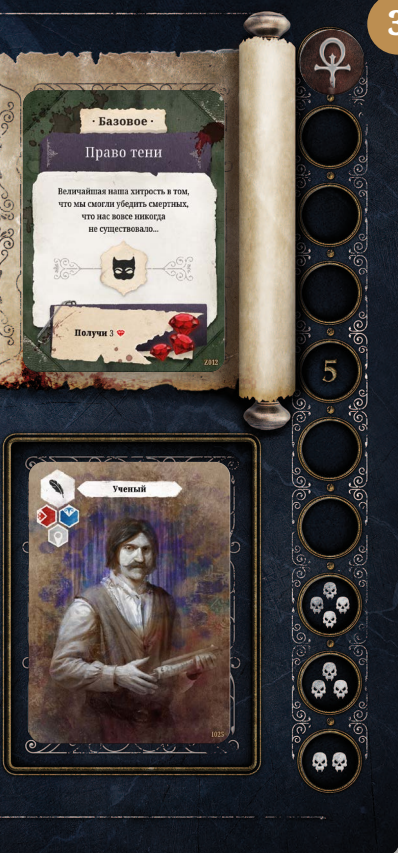 3
· Базовое ·
Право тени
Величайшая наша хитрость в том,
что мы смогли убедить смертных,
что нас вовсе никогда
не существовало...
Получи 3
Z012
5
Ученый
1025